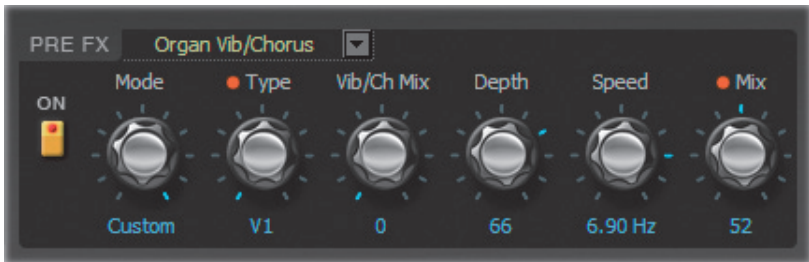 PRE FX Organ Vib/Chorus
Mode Type Vib/Ch Mix Depth Speed Mix
ON
Custom V1 0 66 6.90 Hz 52